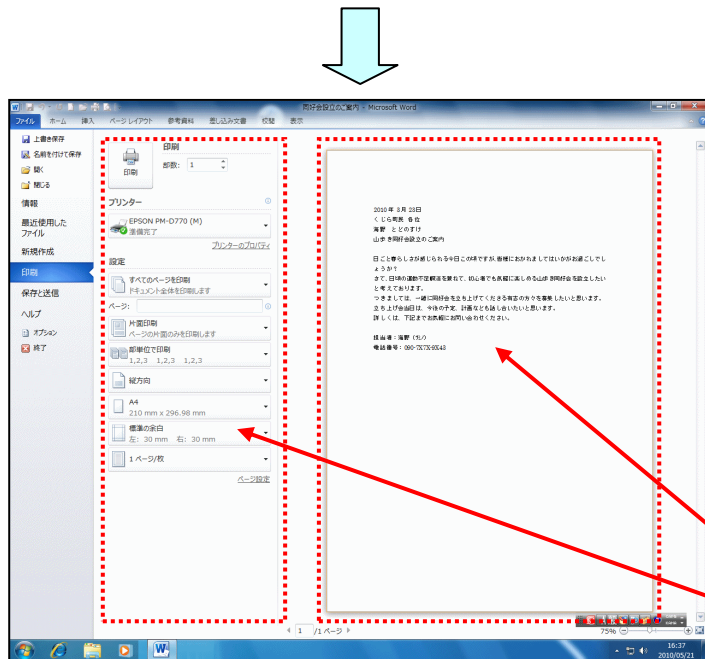 同好会設立のご案内 - Microsoft Word
ファイル ホーム 挿入 ページ レイアウト 参考資料 差し込み文書 校閲 表示
上書き保存
名前を付けて保存
開く
閉じる
情報
最近使用した
ファイル
新規作成
印刷
保存と送信
ヘルプ
オプション
終了
印刷
印刷
部数: 1
プリンター
EPSON PM-D770 (M)
準備完了
プリンターのプロパティ
設定
すべてのページを印刷
ドキュメント全体を印刷します
ページ:
片面印刷
ページの片面のみを印刷します
部単位で印刷
1,2,3 1,2,3 1,2,3
縦方向
A4
210 mm x 296.98 mm
標準の余白
左: 30 mm 右: 30 mm
1 ページ/枚
ページ設定
2010 年 3月 23日
くじら町民 各位
海野 ととのすけ
山歩き同好会設立のご案内
日ごと春らしさが感じられる今日この頃ですが、皆様におかれましてはいかがお過ごしでし
ょうか?
さて、日頃の運動不足解消を兼ねて、初心者でも気軽に楽しめる山歩き同好会を設立したい
と考えております。
つきましては、一緒に同好会を立ち上げてくださる有志の方々を募集したいと思います。
立ち上げ会当日は、今後の予定、計画なども話し合いたいと思います。
詳しくは、下記までお気軽にお問い合わせください。
担当者:海野
電話番号:090-7X7X-9X43
1 /1 ページ
75%
16:37
2010/05/21